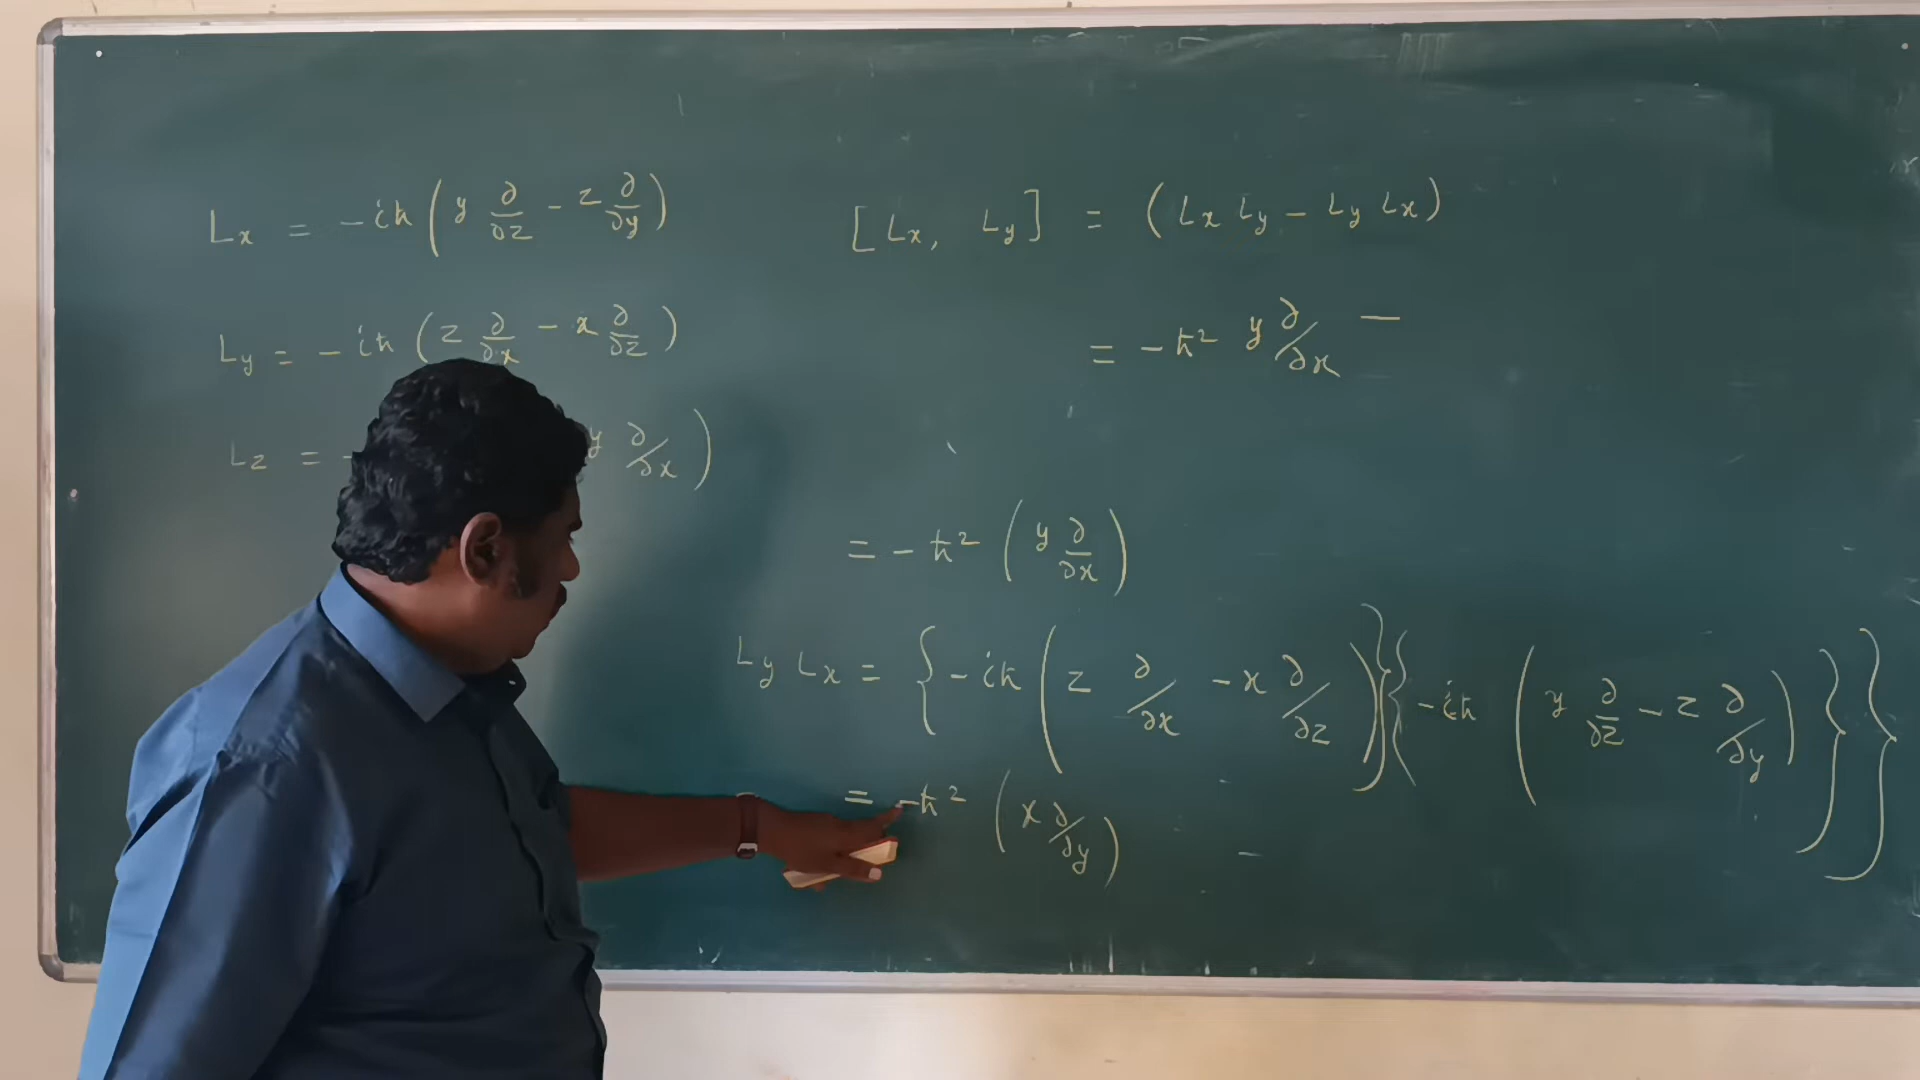 Lx = -iħ ( y ∂/∂z - z ∂/∂y )
Ly = -iħ ( z ∂/∂x - x ∂/∂z )
Lz = - y ∂/∂x )
[ Lx, Ly ] = ( Lx Ly - Ly Lx )
= - ħ² y ∂/∂x —
= - ħ² ( y ∂/∂x )
Ly Lx = { -iħ ( z ∂/∂x - x ∂/∂z ) } { -iħ ( y ∂/∂z - z ∂/∂y ) } }
= -ħ² ( x ∂/∂y )